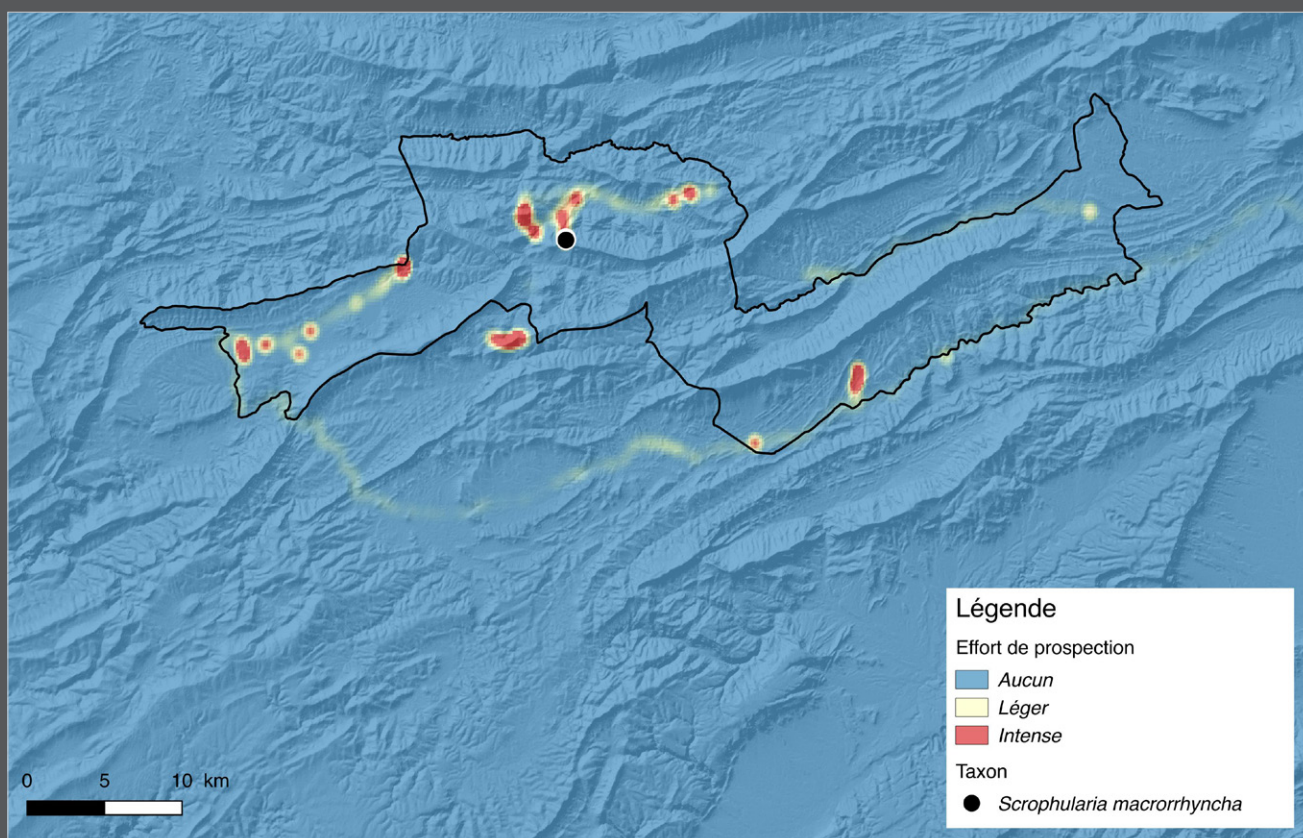 Légende
Effort de prospection
Aucun
Léger
Intense
Taxon
Scrophularia macrorrhyncha
0 5 10 km